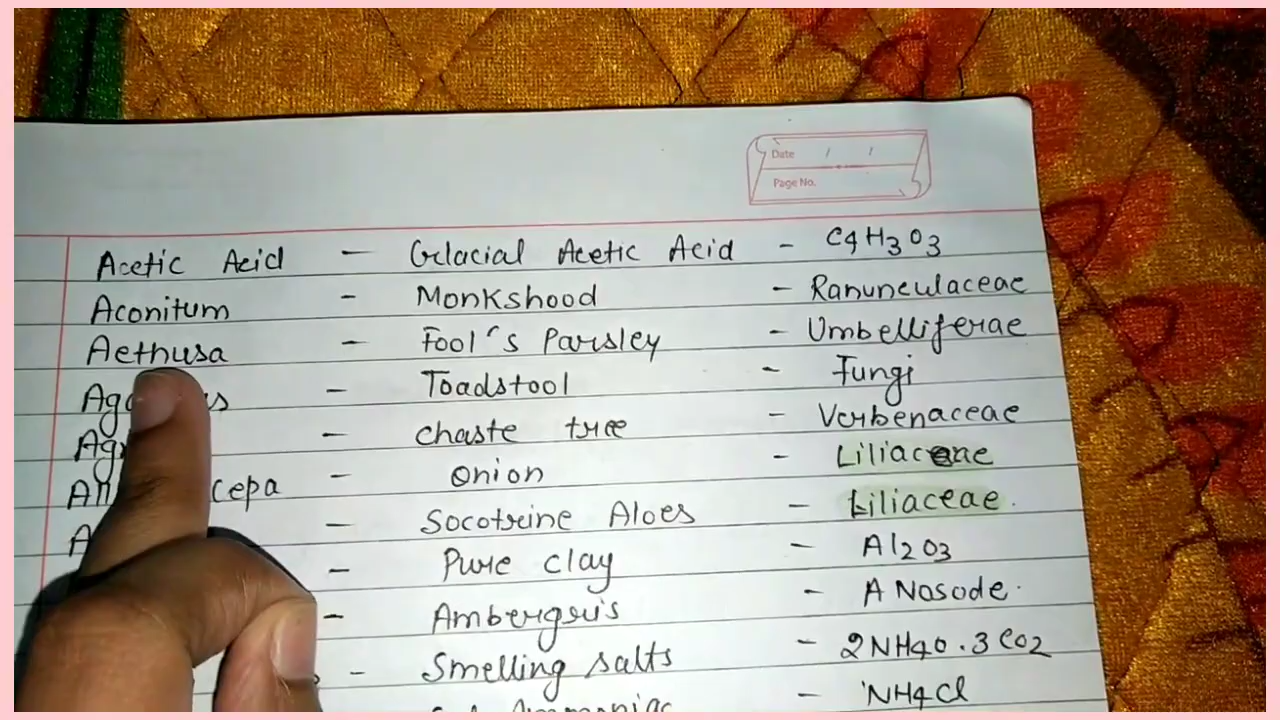 Date / /
Page No.
Acetic Acid - Glacial Acetic Acid - C4H3O3
Aconitum - Monkshood - Ranunculaceae
Aethusa - Fool's Parsley - Umbelliferae
- Toadstool - Fungi
- Chaste tree - Verbenaceae
Cepa - Onion - Liliaceae
- Socotrine Aloes - Liliaceae.
- Pure clay - Al2O3
- Ambergris - A Nosode.
- Smelling salts - 2NH4O.3CO2
- NH4Cl